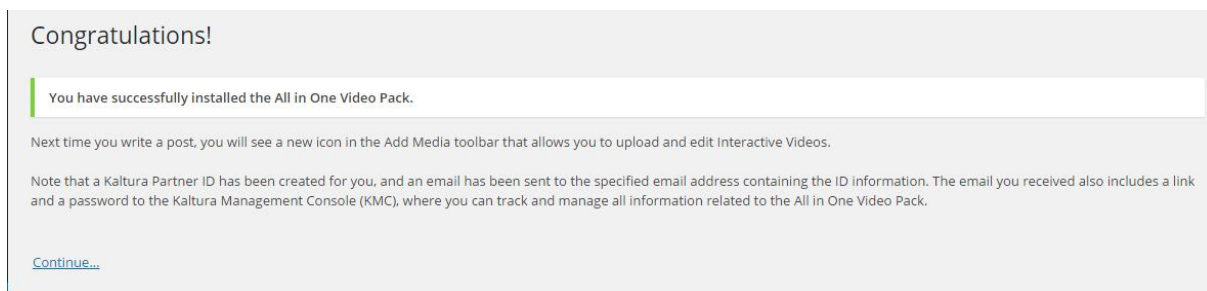 Congratulations!
You have successfully installed the All in One Video Pack.
Next time you write a post, you will see a new icon in the Add Media toolbar that allows you to upload and edit Interactive Videos.
Note that a Kaltura Partner ID has been created for you, and an email has been sent to the specified email address containing the ID information. The email you received also includes a link
and a password to the Kaltura Management Console (KMC), where you can track and manage all information related to the All in One Video Pack.
Continue...